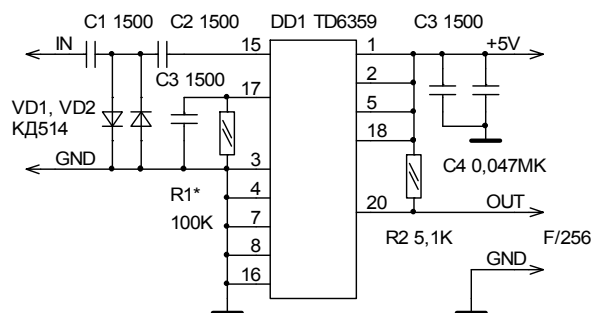 C1 1500 C2 1500 DD1 TD6359 C3 1500
IN 15 1 +5V
C3 1500 17 2
VD1, VD2
КД514
5
18
GND 3 C4 0,047МК
R1*
100K
4
7
20 OUT
R2 5,1K F/256
8
16
GND